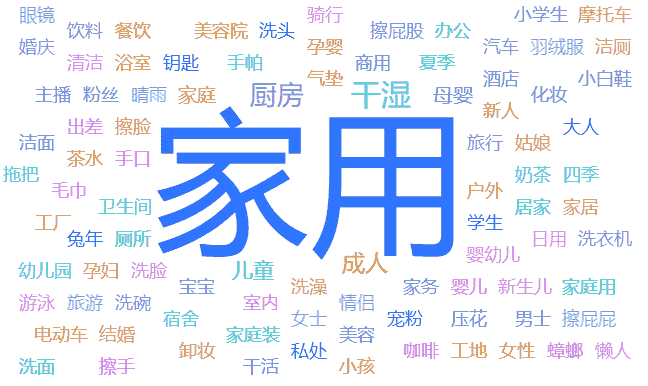 眼镜 饮料 餐饮 美容院 洗头 骑行 擦屁股 办公 小学生 摩托车
婚庆 清洁 浴室 钥匙 手帕 孕婴 商用 夏季 汽车 羽绒服 洁厕
主播 粉丝 晴雨 家庭 厨房 气垫 干湿 母婴 酒店 化妆 小白鞋
洁面 出差 擦脸 新人 大人
拖把 茶水 手口 家用 旅行 姑娘
毛巾 卫生间 户外 奶茶 四季
工厂 兔年 厕所 学生 居家 家居
幼儿园 孕妇 洗脸 儿童 成人 婴幼儿 日用 洗衣机
游泳 旅游 洗碗 宝宝 室内 洗澡 情侣 家务 婴儿 新生儿 家庭用
电动车 结婚 宿舍 家庭装 女士 美容 宠粉 压花 男士 擦屁屁
洗面 擦手 卸妆 干活 私处 小孩 咖啡 工地 女性 蟑螂 懒人